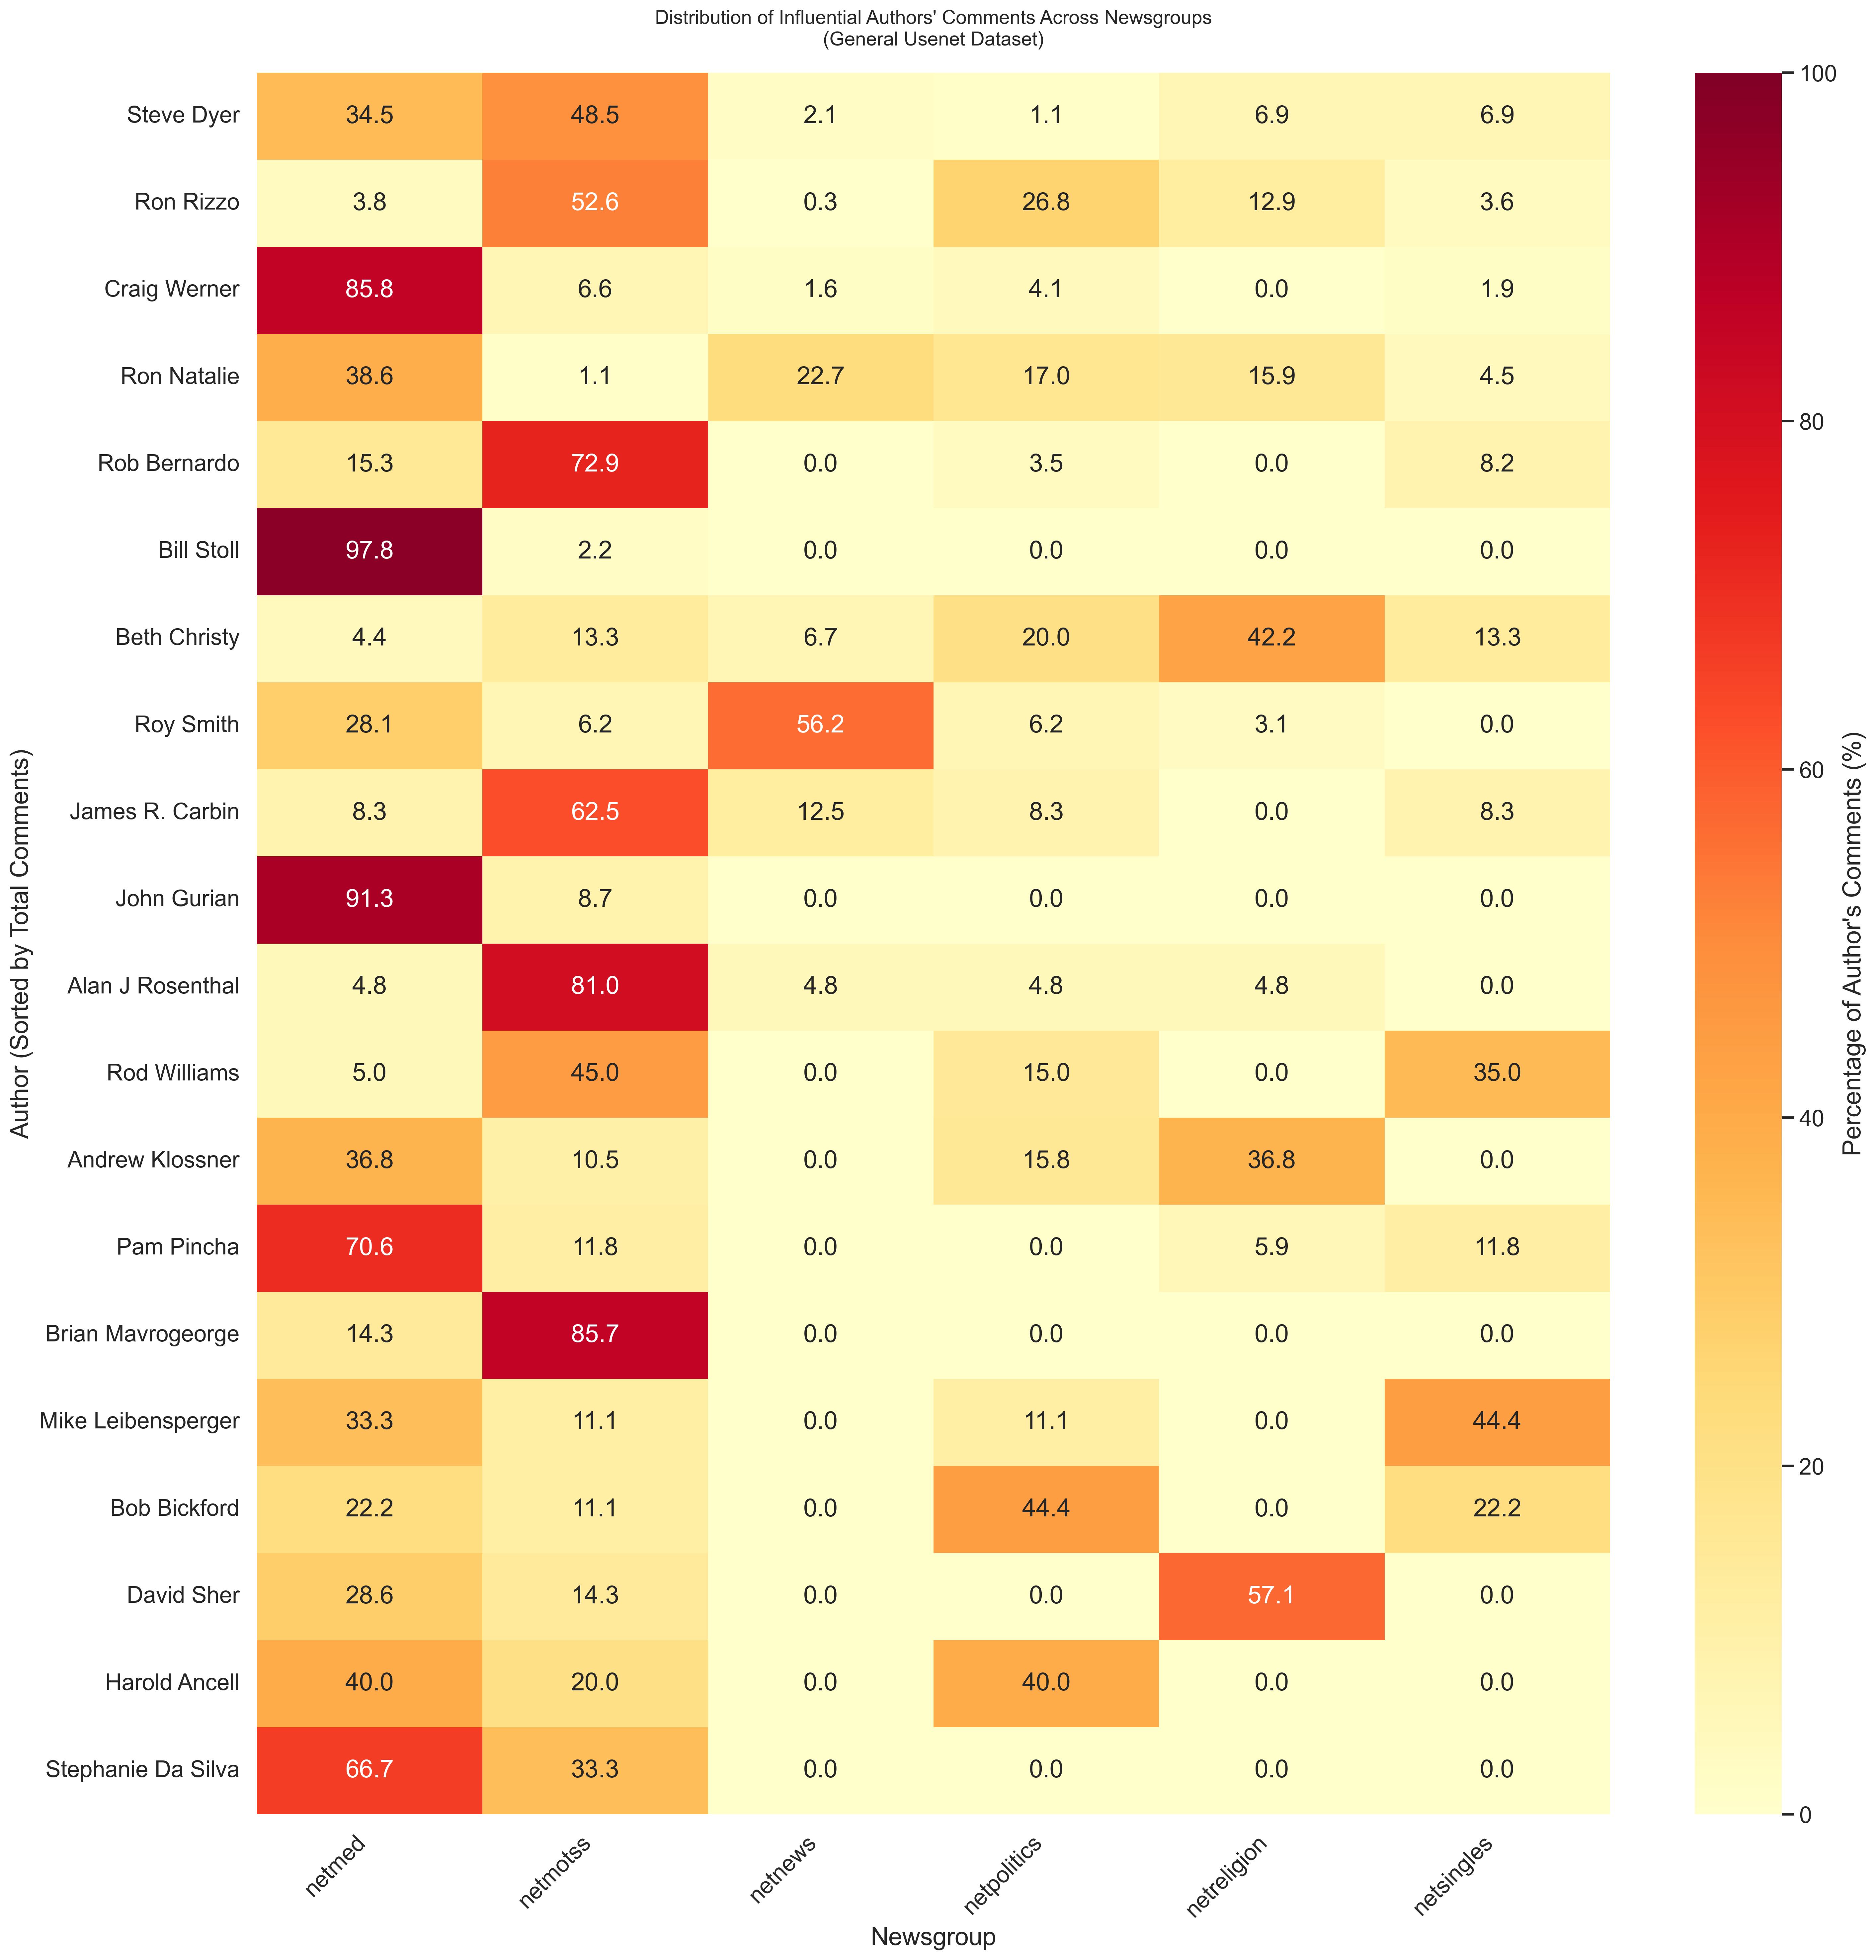 Distribution of Influential Authors' Comments Across Newsgroups
(General Usenet Dataset)
Steve Dyer 34.5 48.5 2.1 1.1 6.9 6.9
Ron Rizzo 3.8 52.6 0.3 26.8 12.9 3.6
Craig Werner 85.8 6.6 1.6 4.1 0.0 1.9
Ron Natalie 38.6 1.1 22.7 17.0 15.9 4.5
Rob Bernardo 15.3 72.9 0.0 3.5 0.0 8.2
Bill Stoll 97.8 2.2 0.0 0.0 0.0 0.0
Beth Christy 4.4 13.3 6.7 20.0 42.2 13.3
Roy Smith 28.1 6.2 56.2 6.2 3.1 0.0
James R. Carbin 8.3 62.5 12.5 8.3 0.0 8.3
John Gurian 91.3 8.7 0.0 0.0 0.0 0.0
Alan J Rosenthal 4.8 81.0 4.8 4.8 4.8 0.0
Rod Williams 5.0 45.0 0.0 15.0 0.0 35.0
Andrew Klossner 36.8 10.5 0.0 15.8 36.8 0.0
Pam Pincha 70.6 11.8 0.0 0.0 5.9 11.8
Brian Mavrogeorge 14.3 85.7 0.0 0.0 0.0 0.0
Mike Leibensperger 33.3 11.1 0.0 11.1 0.0 44.4
Bob Bickford 22.2 11.1 0.0 44.4 0.0 22.2
David Sher 28.6 14.3 0.0 0.0 57.1 0.0
Harold Ancell 40.0 20.0 0.0 40.0 0.0 0.0
Stephanie Da Silva 66.7 33.3 0.0 0.0 0.0 0.0
netmed netmotss netnews netpolitics netreligion netsingles
Newsgroup
Author (Sorted by Total Comments)
100
80
60
40
20
0
Percentage of Author's Comments (%)